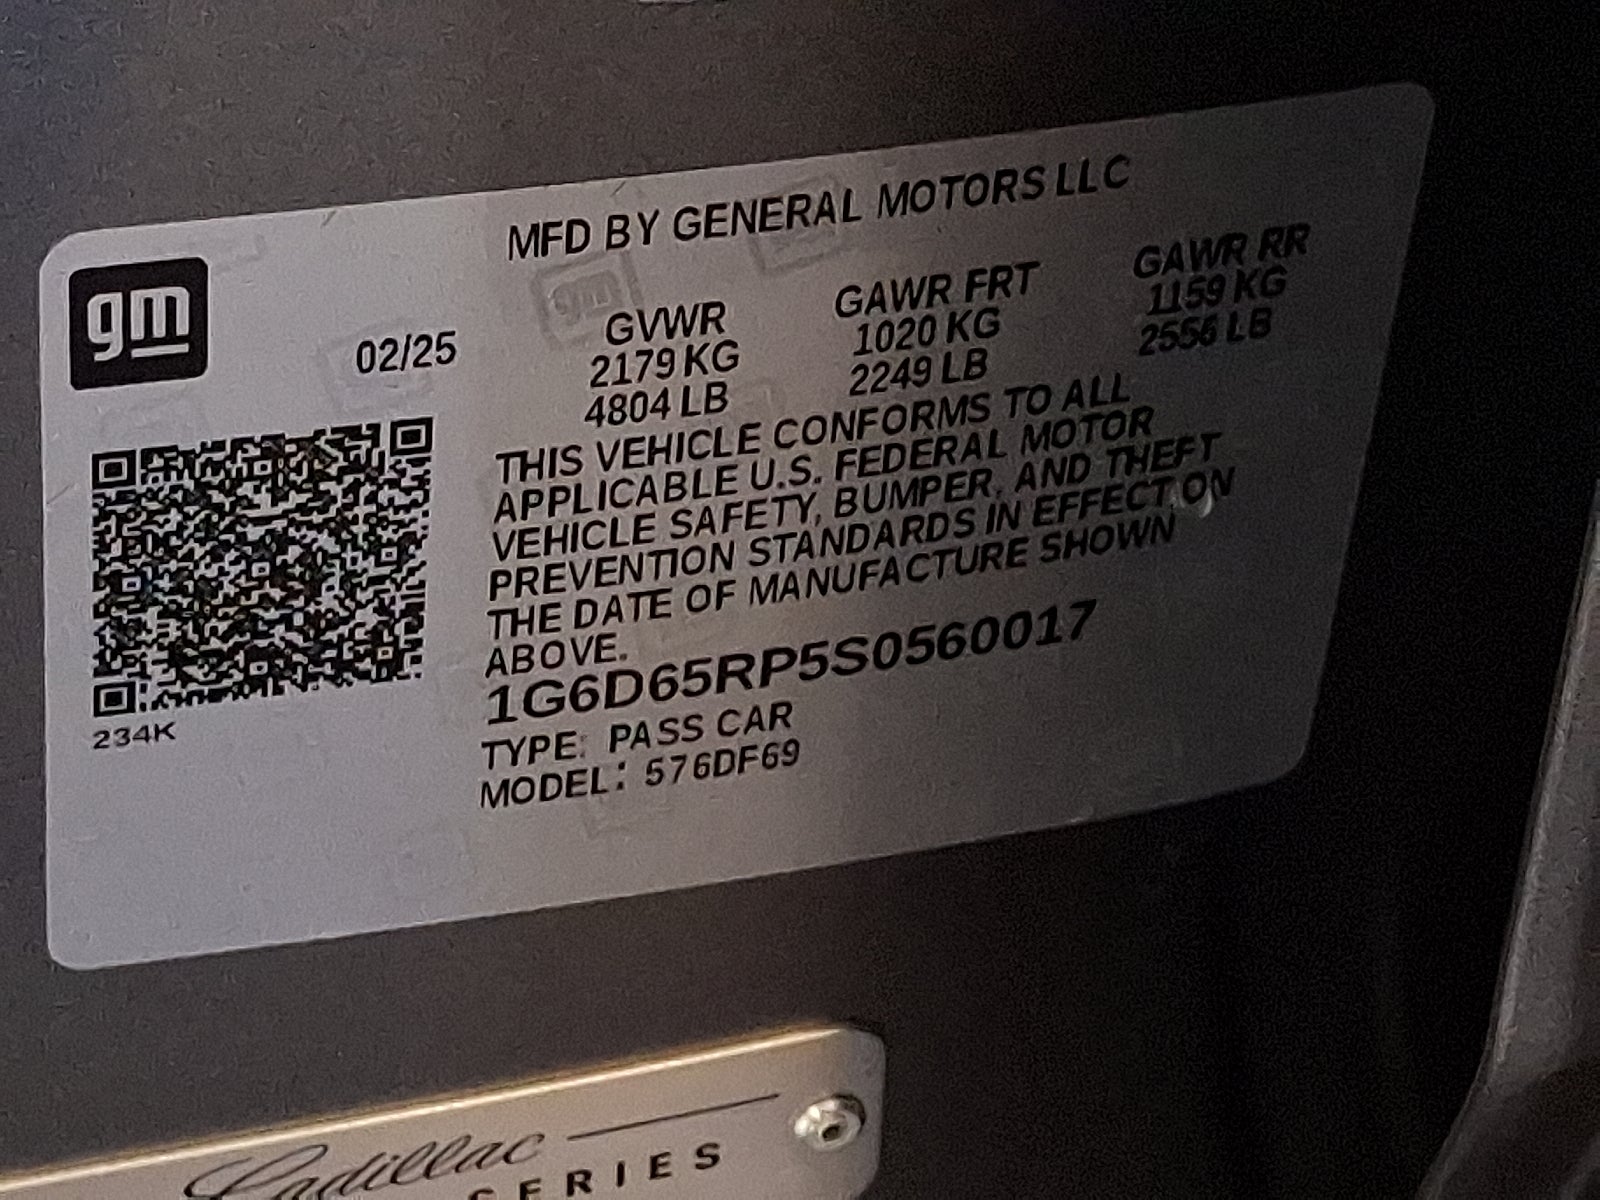 MFD BY GENERAL MOTORS LLC
gm
02/25
GVWR
2179 KG
4804 LB
GAWR FRT
1020 KG
2249 LB
GAWR RR
1159 KG
2556 LB
THIS VEHICLE CONFORMS TO ALL
APPLICABLE U.S. FEDERAL MOTOR
VEHICLE SAFETY, BUMPER, AND THEFT
PREVENTION STANDARDS IN EFFECT ON
THE DATE OF MANUFACTURE SHOWN
ABOVE.
1G6D65RP5S0560017
TYPE: PASS CAR
MODEL: 576DF69
234K
Cadillac
SERIES